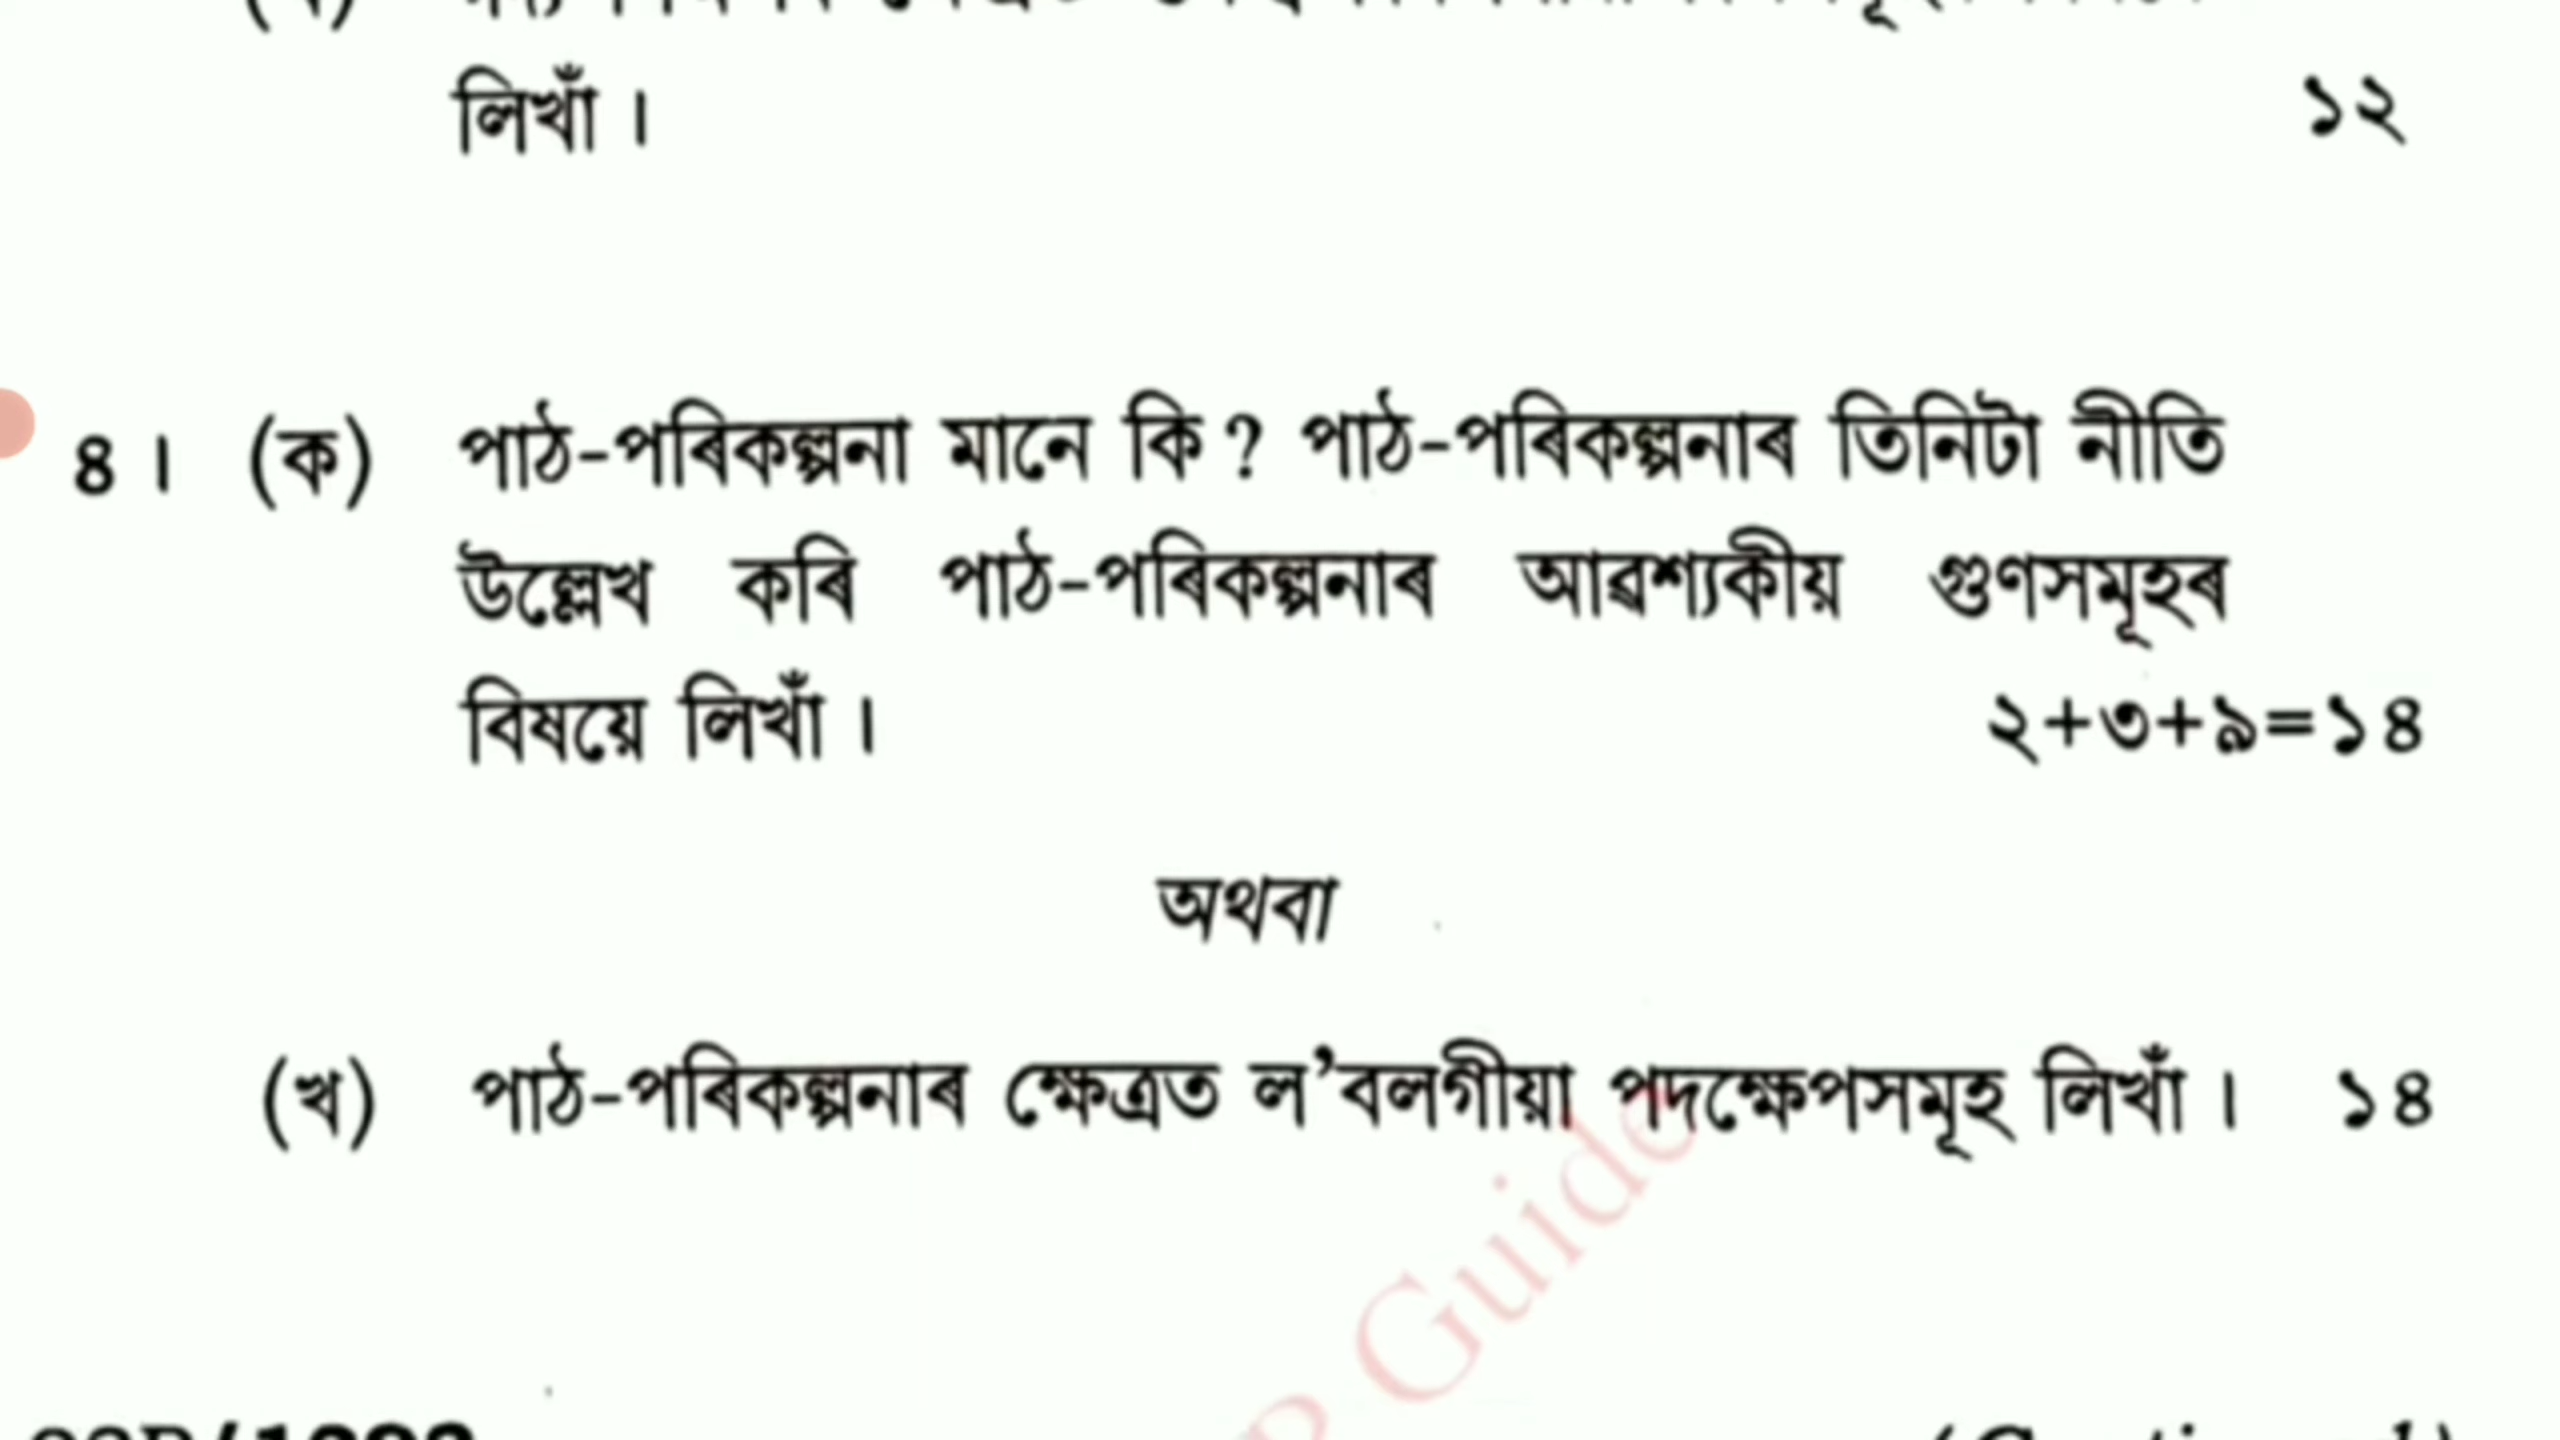 লিখাঁ । ১২
৪ । (ক) পাঠ-পৰিকল্পনা মানে কি ? পাঠ-পৰিকল্পনাৰ তিনিটা নীতি
উল্লেখ কৰি পাঠ-পৰিকল্পনাৰ আৱশ্যকীয় গুণসমূহৰ
বিষয়ে লিখাঁ । ২+৩+৯=১৪
অথবা
(খ) পাঠ-পৰিকল্পনাৰ ক্ষেত্ৰত ল’বলগীয়া পদক্ষেপসমূহ লিখাঁ । ১৪
Guide